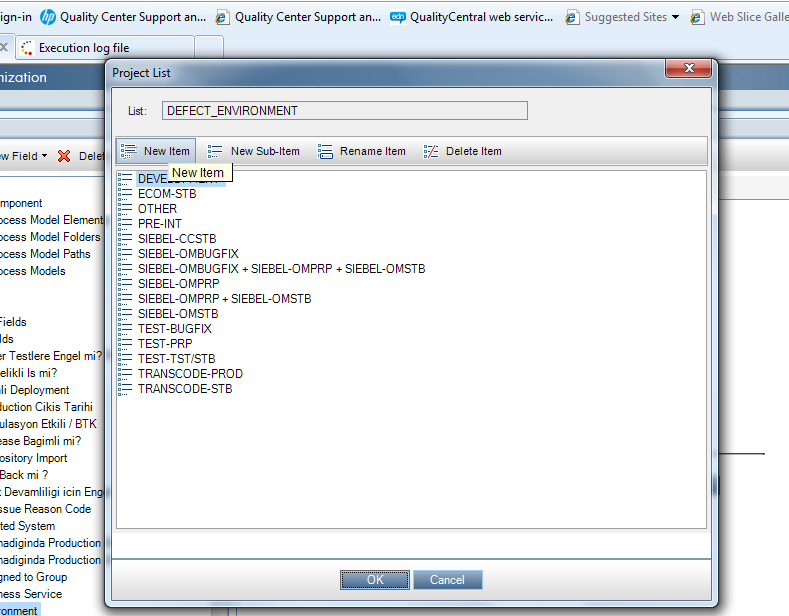 ign-in Quality Center Support an... Quality Center Support an... QualityCentral web servic... Suggested Sites Web Slice Galle
Execution log file
nization
Project List
List: DEFECT_ENVIRONMENT
w Field Delet New Item New Sub-Item Rename Item Delete Item
New Item
ECOM-STB
OTHER
PRE-INT
SIEBEL-CCSTB
SIEBEL-OMBUGFIX
SIEBEL-OMBUGFIX + SIEBEL-OMPRP + SIEBEL-OMSTB
SIEBEL-OMPRP
SIEBEL-OMPRP + SIEBEL-OMSTB
SIEBEL-OMSTB
TEST-BUGFIX
TEST-PRP
TEST-TST/STB
TRANSCODE-PROD
TRANSCODE-STB
mponent
ocess Model Element
ocess Model Folders
ocess Model Paths
ocess Models
ields
lds
er Testlere Engel mi?
elikli Is mi?
li Deployment
duction Cikis Tarihi
ulasyon Etkili / BTK
ease Bagimli mi?
ository Import
Back mi ?
t Devamliligi icin Eng
ssue Reason Code
ted System
nadiginda Production
nadiginda Production
gned to Group
ness Service
ronment
OK Cancel